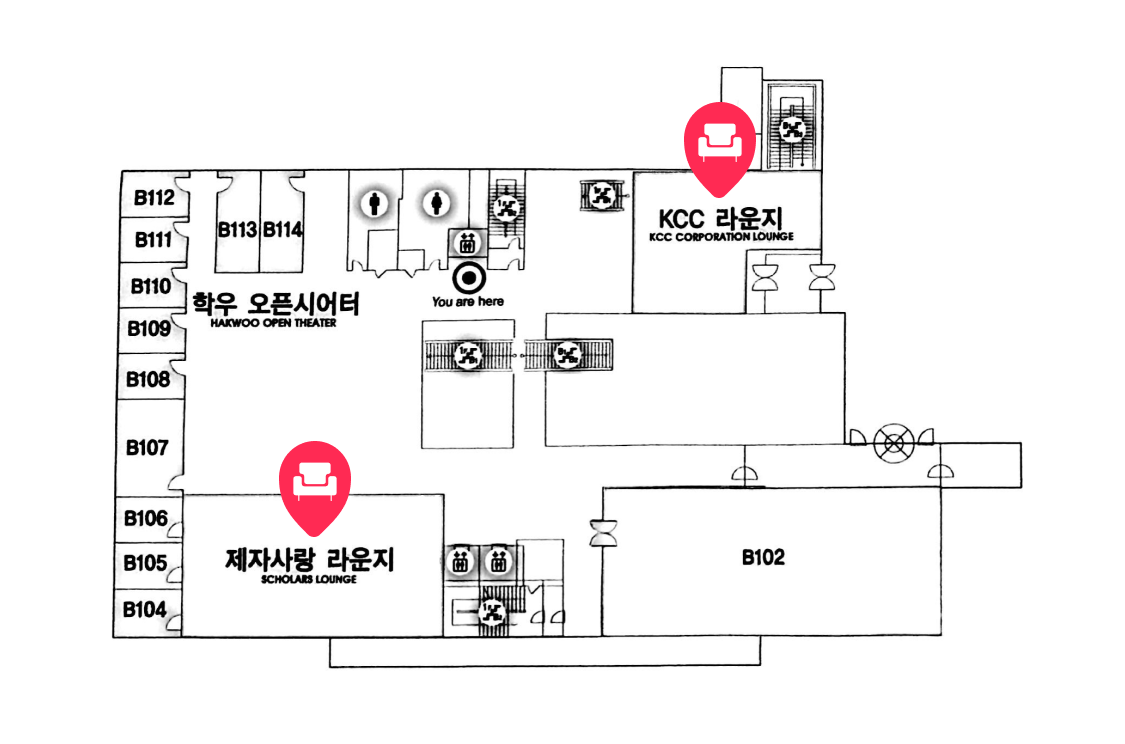 B112
B113
B114
B111
KCC 라운지
KCC CORPORATION LOUNGE
B110
학우 오픈시어터
HAKWOO OPEN THEATER
You are here
B109
B108
B107
B106
제자사랑 라운지
SCHOLARS LOUNGE
B105
B102
B104